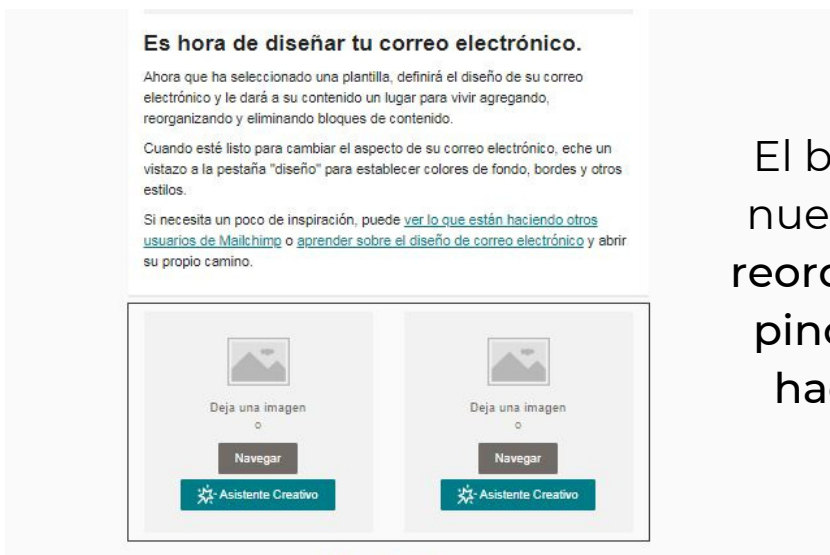 Es hora de diseñar tu correo electrónico.
Ahora que ha seleccionado una plantilla, definirá el diseño de su correo
electrónico y le dará a su contenido un lugar para vivir agregando,
reorganizando y eliminando bloques de contenido.
Cuando esté listo para cambiar el aspecto de su correo electrónico, eche un
vistazo a la pestaña "diseño" para establecer colores de fondo, bordes y otros
estilos.
Si necesita un poco de inspiración, puede ver lo que están haciendo otros
usuarios de Mailchimp o aprender sobre el diseño de correo electrónico y abrir
su propio camino.
Deja una imagen
o
Navegar
Asistente Creativo
Deja una imagen
o
Navegar
Asistente Creativo
El b
nue
reor
pin
ha